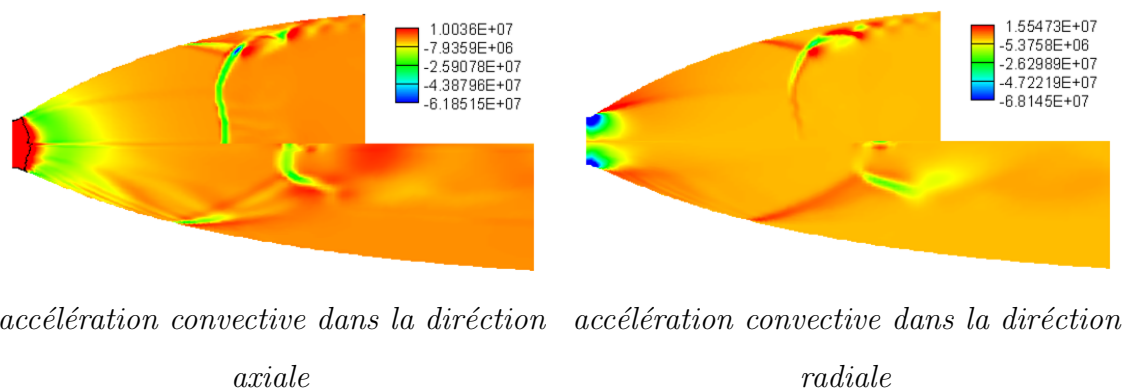 1.0036E+07
-7.9359E+06
-2.59078E+07
-4.38796E+07
-6.18515E+07
1.55473E+07
-5.3758E+06
-2.62989E+07
-4.72219E+07
-6.8145E+07
accélération convective dans la diréction
axiale
accélération convective dans la diréction
radiale